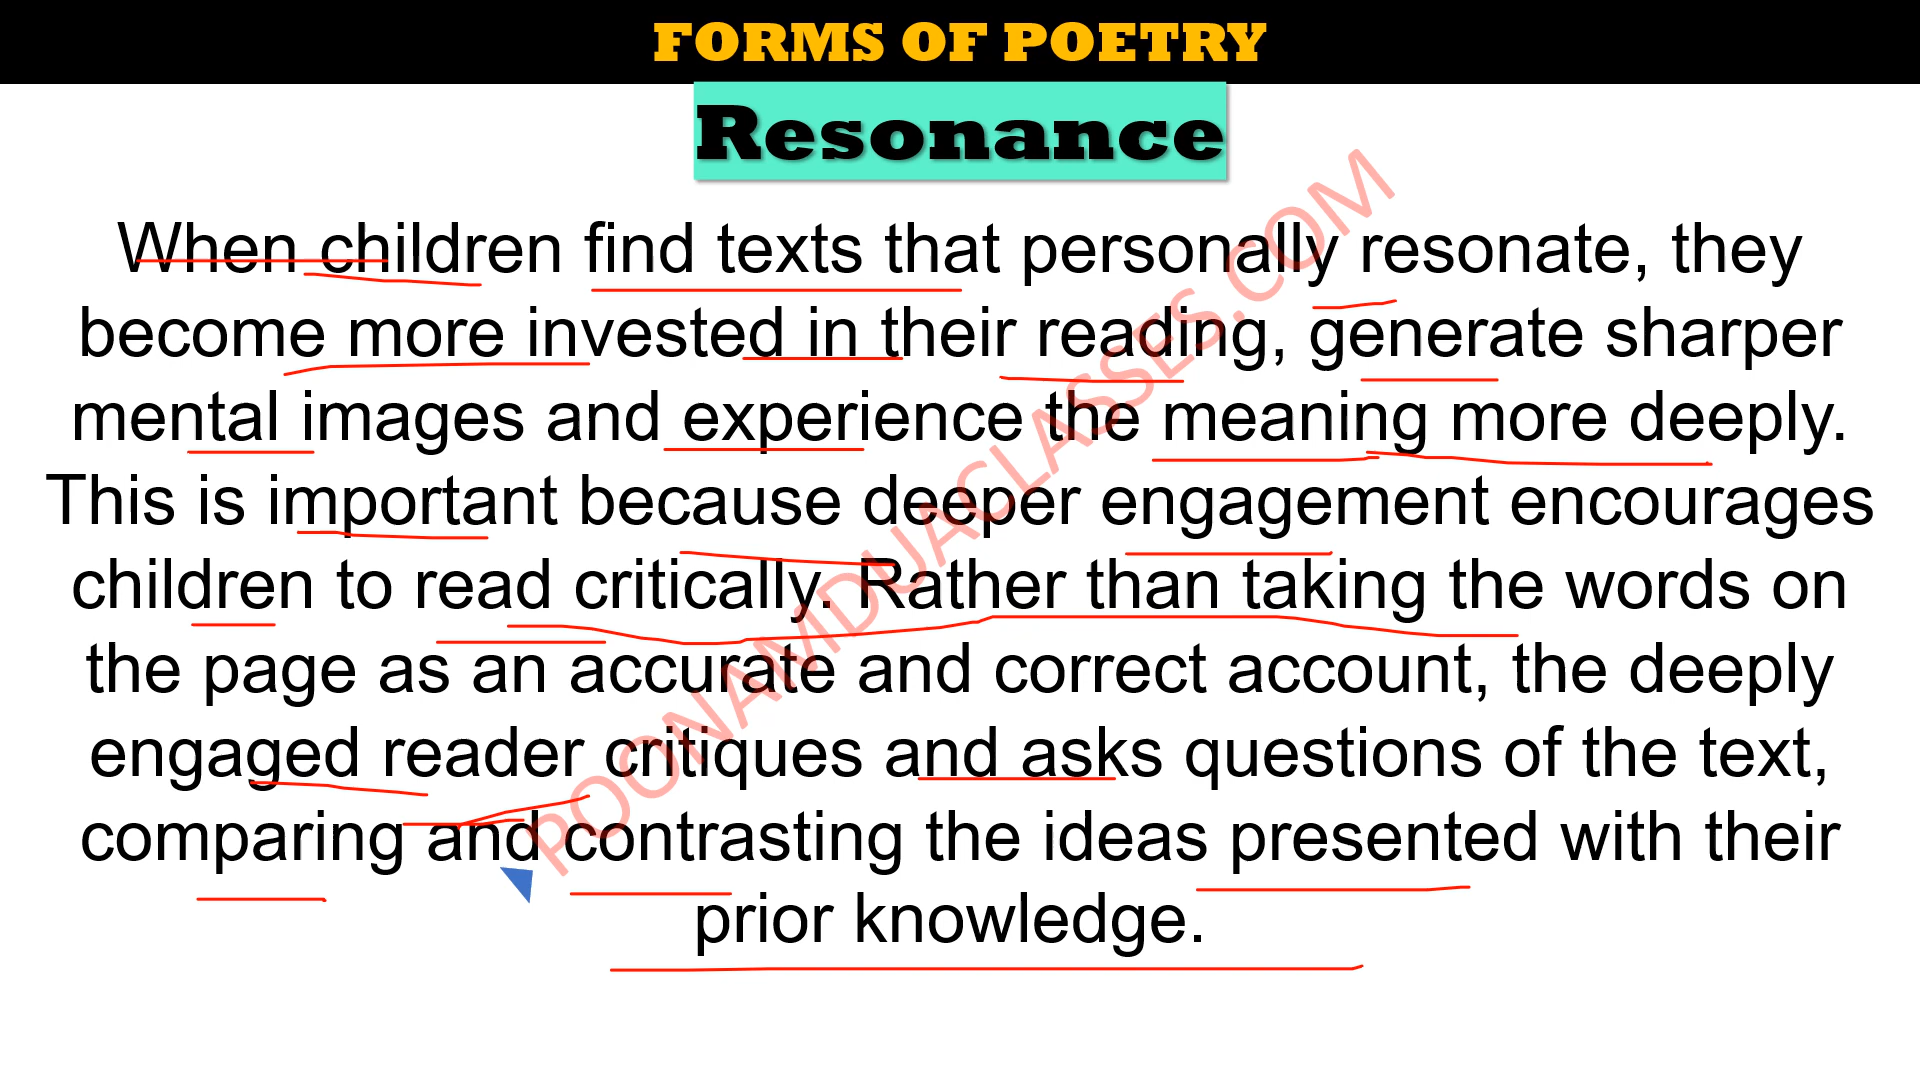 FORMS OF POETRY
Resonance
When children find texts that personally resonate, they
become more invested in their reading, generate sharper
mental images and experience the meaning more deeply.
This is important because deeper engagement encourages
children to read critically. Rather than taking the words on
the page as an accurate and correct account, the deeply
engaged reader critiques and asks questions of the text,
comparing and contrasting the ideas presented with their
prior knowledge.
POONAMDUACLASSES.COM